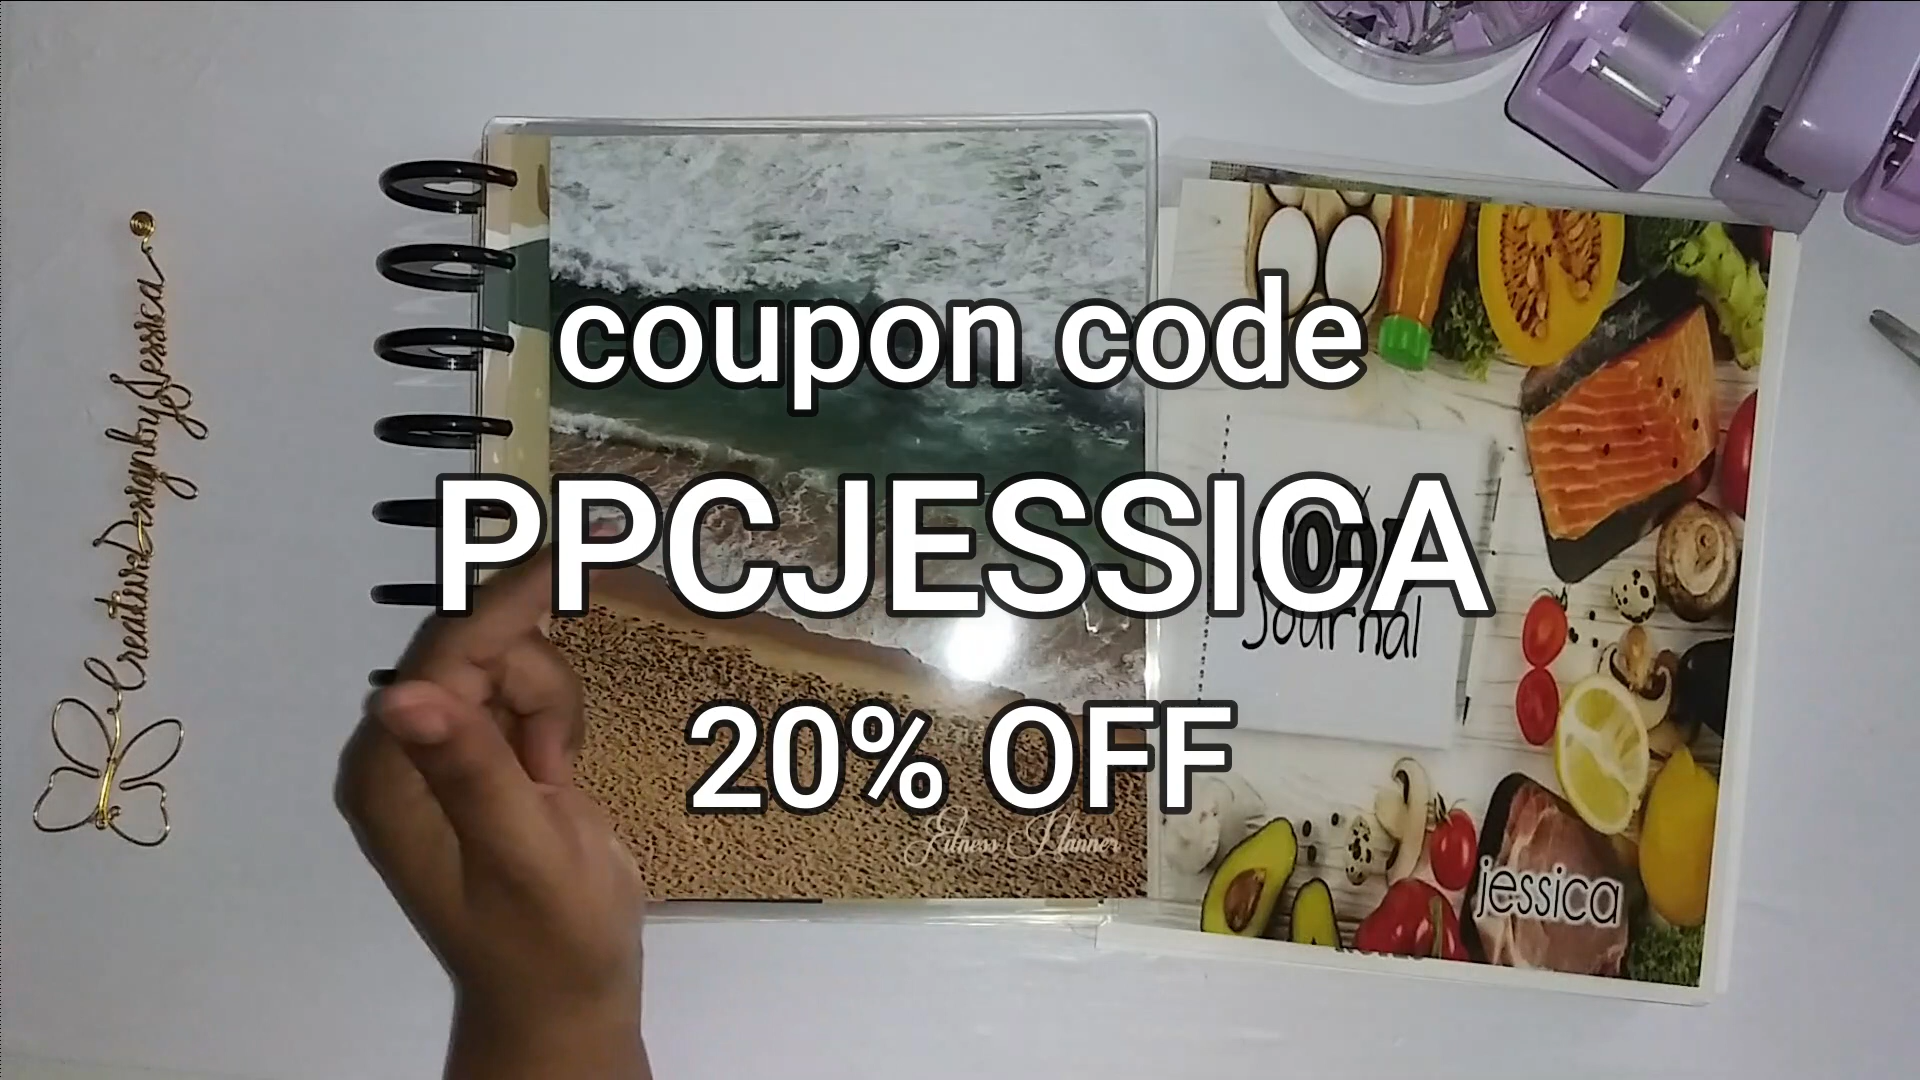 coupon code
PPCJESSICA
20% OFF
CreativeDesignbyJessica
Fitness Planner
Journal
jessica